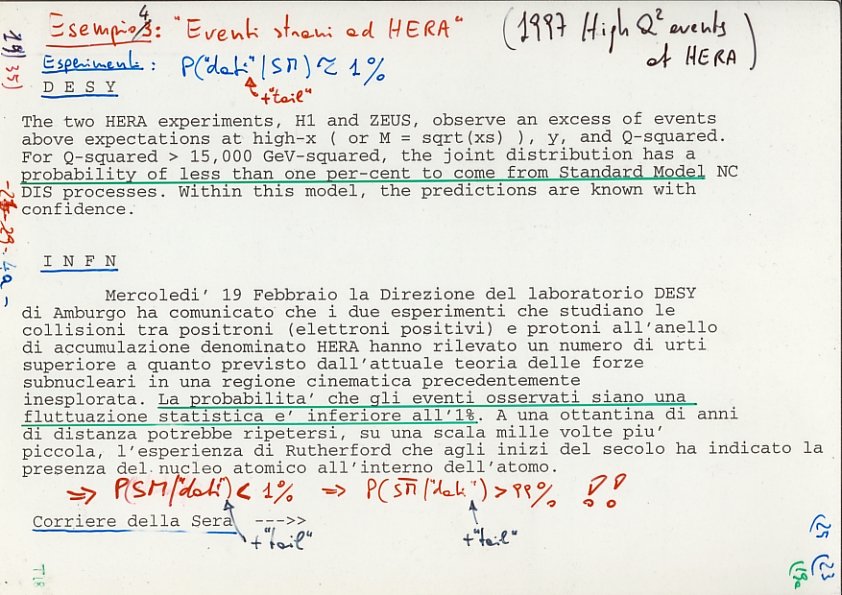 Esempio 4: "Eventi strani ad HERA"
(1997 High Q² events at HERA)
Esperimenti: P("dati"|SM) ≈ 1%
+"tail"
DESY
The two HERA experiments, H1 and ZEUS, observe an excess of events
above expectations at high-x ( or M = sqrt(xs) ), y, and Q-squared.
For Q-squared > 15,000 GeV-squared, the joint distribution has a
probability of less than one per-cent to come from Standard Model NC
DIS processes. Within this model, the predictions are known with
confidence.
INFN
Mercoledi' 19 Febbraio la Direzione del laboratorio DESY
di Amburgo ha comunicato che i due esperimenti che studiano le
collisioni tra positroni (elettroni positivi) e protoni all'anello
di accumulazione denominato HERA hanno rilevato un numero di urti
superiore a quanto previsto dall'attuale teoria delle forze
subnucleari in una regione cinematica precedentemente
inesplorata. La probabilita' che gli eventi osservati siano una
fluttuazione statistica e' inferiore all'1%. A una ottantina di anni
di distanza potrebbe ripetersi, su una scala mille volte piu'
piccola, l'esperienza di Rutherford che agli inizi del secolo ha indicato la
presenza del nucleo atomico all'interno dell'atomo.
⇒ P(SM|"dati") < 1% ⇒ P(S̅M̅|"dati") > 99% !!
Corriere della Sera --->>
+"tail"
+"tail"
(25
(23
(19a
T18